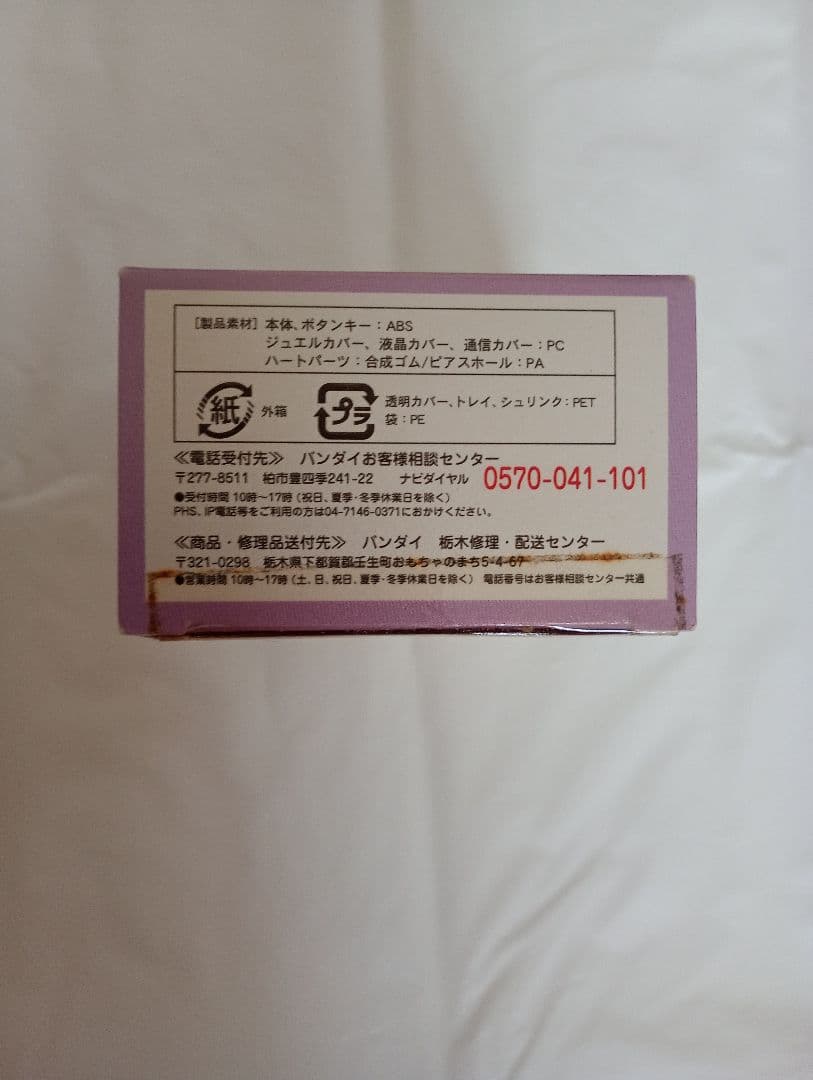 ［製品素材］本体、ボタンキー：ABS
ジュエルカバー、液晶カバー、通信カバー：PC
ハートパーツ：合成ゴム/ピアスホール：PA
紙 外箱
プラ 透明カバー、トレイ、シュリンク：PET
袋：PE
≪電話受付先≫ バンダイお客様相談センター
〒277-8511 柏市豊四季241-22 ナビダイヤル 0570-041-101
●受付時間 10時～17時（祝日、夏季・冬季休業日を除く）
PHS、IP電話等をご利用の方は04-7146-0371におかけください。
≪商品・修理品送付先≫ バンダイ 栃木修理・配送センター
〒321-0298 栃木県下都賀郡壬生町おもちゃのまち5-4-67
●営業時間 10時～17時（土、日、祝日、夏季・冬季休業日を除く） 電話番号はお客様相談センター共通